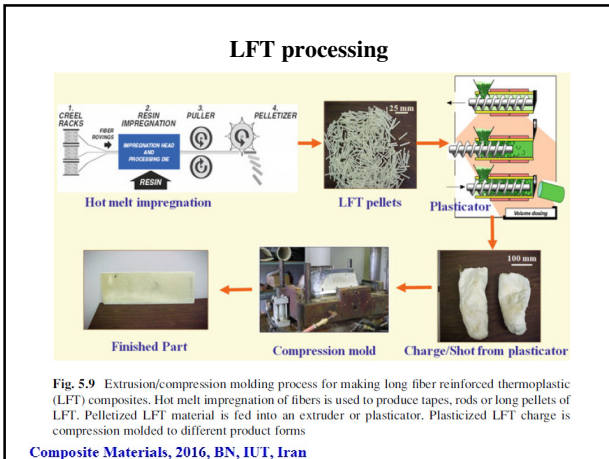 LFT processing
1.
CREEL
RACKS
2.
RESIN
IMPREGNATION
3.
PULLER
4.
PELLETIZER
FIBER
ROVINGS
IMPREGNATION HEAD
AND
PROCESSING DIE
RESIN
Hot melt impregnation
25 mm
LFT pellets
Plasticator
Volume dosing
Finished Part
Compression mold
100 mm
Charge/Shot from plasticator
Fig. 5.9 Extrusion/compression molding process for making long fiber reinforced thermoplastic
(LFT) composites. Hot melt impregnation of fibers is used to produce tapes, rods or long pellets of
LFT. Pelletized LFT material is fed into an extruder or plasticator. Plasticized LFT charge is
compression molded to different product forms
Composite Materials, 2016, BN, IUT, Iran